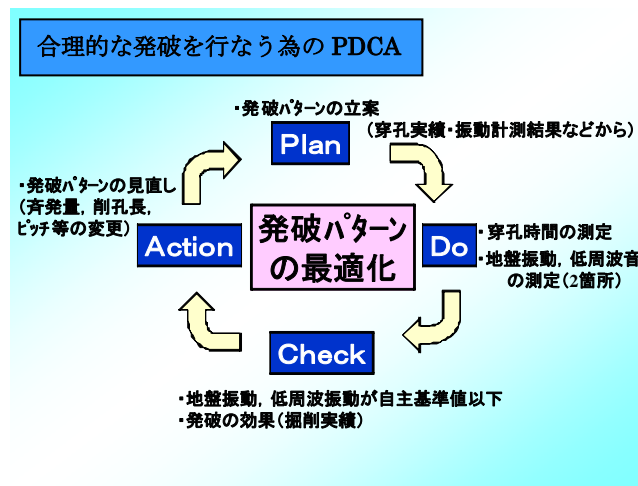 合理的な発破を行なう為の PDCA
・発破ﾊﾟﾀｰﾝの立案
(穿孔実績・振動計測結果などから)
Plan
・発破ﾊﾟﾀｰﾝの見直し
(斉発量，削孔長，
ﾋﾟｯﾁ等の変更)
Action
発破ﾊﾟﾀｰﾝ
の最適化
Do
・穿孔時間の測定
・地盤振動，低周波音
の測定(2箇所)
Check
・地盤振動，低周波振動が自主基準値以下
・発破の効果(掘削実績)